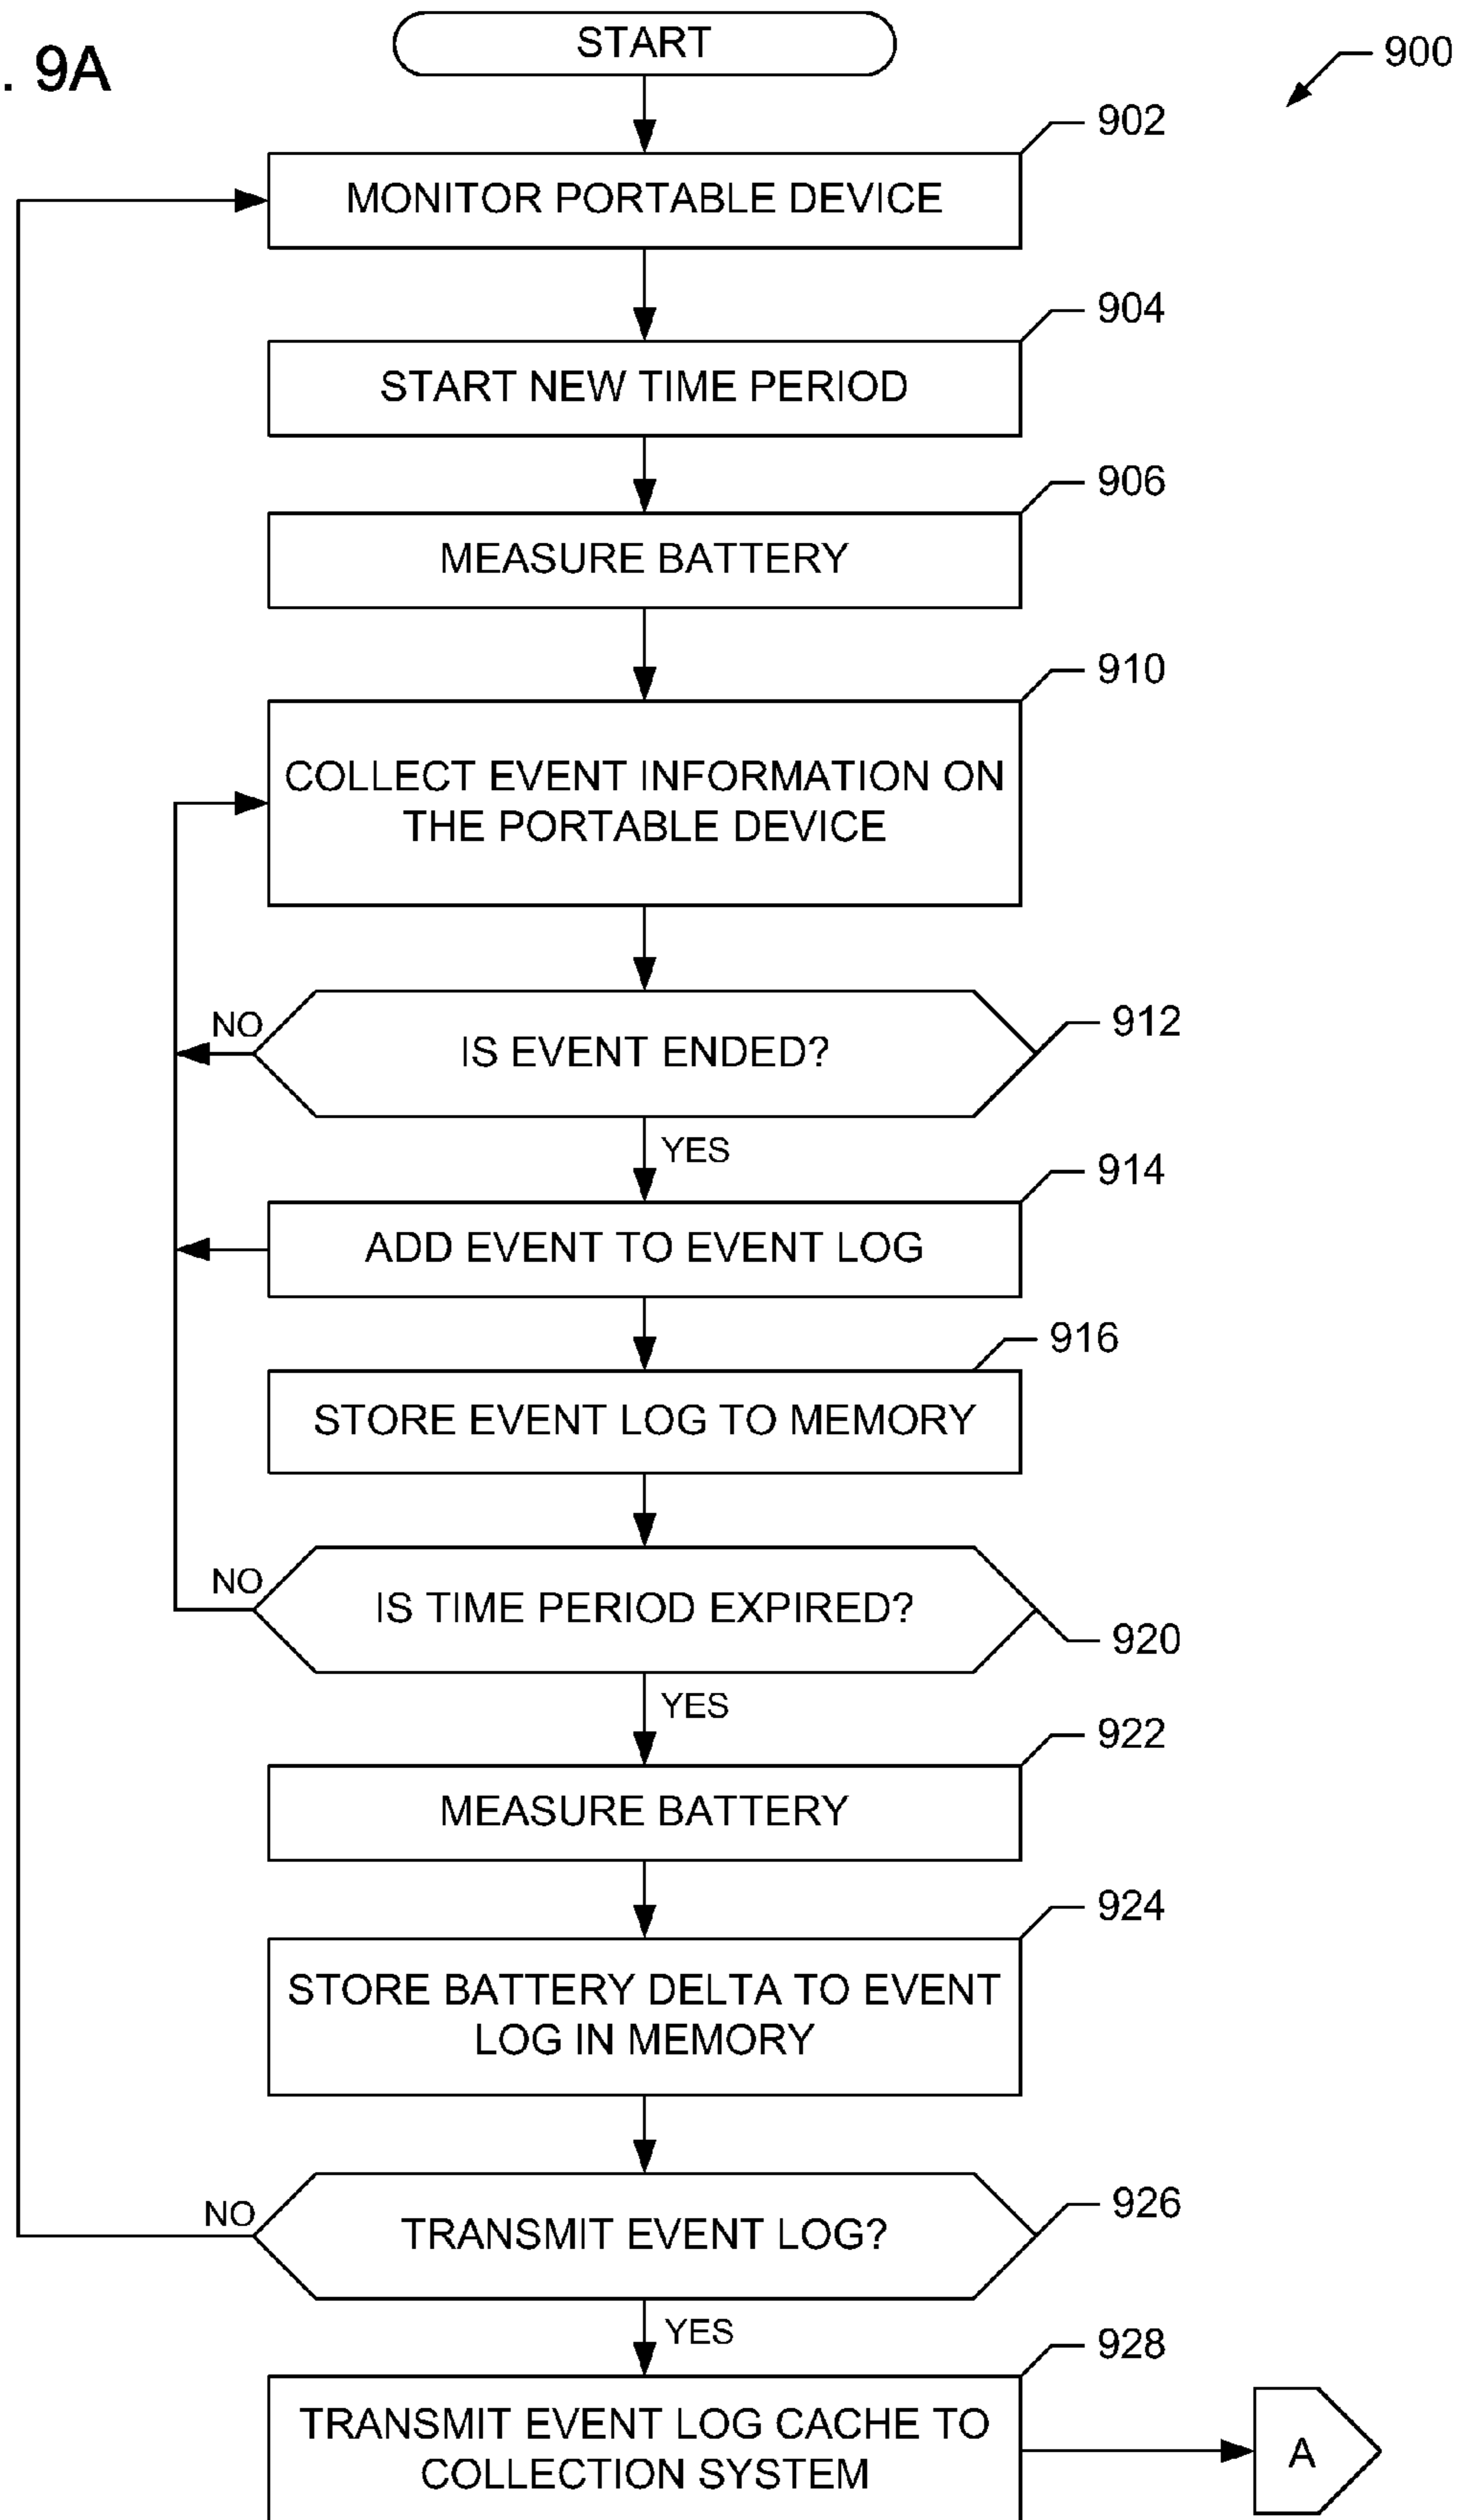 . 9A
START
900
902
MONITOR PORTABLE DEVICE
904
START NEW TIME PERIOD
906
MEASURE BATTERY
910
COLLECT EVENT INFORMATION ON
THE PORTABLE DEVICE
NO
IS EVENT ENDED?
912
YES
914
ADD EVENT TO EVENT LOG
916
STORE EVENT LOG TO MEMORY
NO
IS TIME PERIOD EXPIRED?
920
YES
922
MEASURE BATTERY
924
STORE BATTERY DELTA TO EVENT
LOG IN MEMORY
NO
TRANSMIT EVENT LOG?
926
YES
928
TRANSMIT EVENT LOG CACHE TO
COLLECTION SYSTEM
A